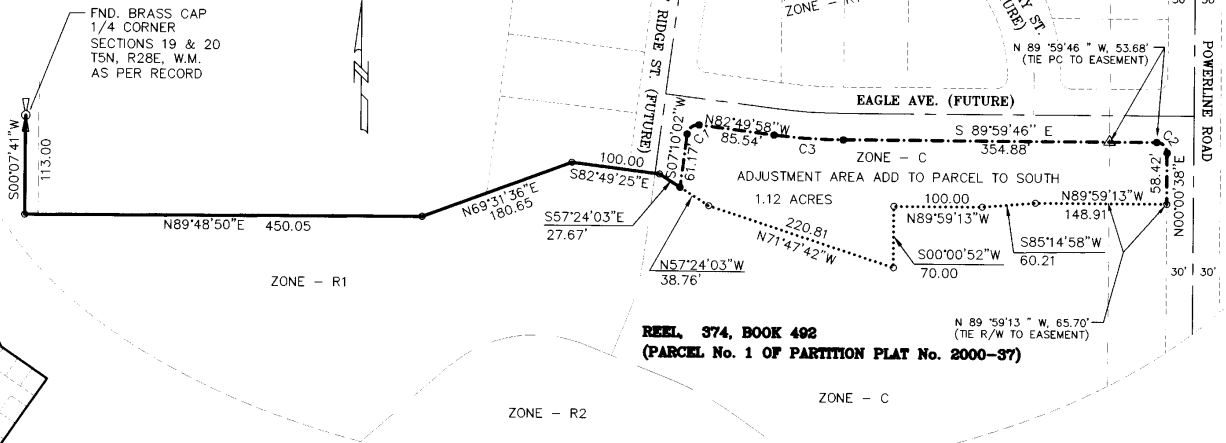 FND. BRASS CAP
1/4 CORNER
SECTIONS 19 & 20
T5N, R28E, W.M.
AS PER RECORD
S00°07'41"W
113.00
N89°48'50"E 450.05
N69°31'36"E
180.65
100.00
S82°49'25"E
S57°24'03"E
27.67'
N57°24'03"W
38.76'
RIDGE ST. (FUTURE)
S07°10'02"W
61.17'
C1
N82°49'58"W
85.54'
C3
ZONE - R
EAGLE AVE. (FUTURE)
S 89°59'46" E
354.88'
N 89 °59'46 " W, 53.68'
(TIE PC TO EASEMENT)
C2
58.42'
N00°00'38"E
POWERLINE ROAD
30' 30'
ZONE - C
ADJUSTMENT AREA ADD TO PARCEL TO SOUTH
1.12 ACRES
100.00
N89°59'13"W
N89°59'13"W
148.91
220.81
N71°47'42"W
S00°00'52"W
70.00
S85°14'58"W
60.21
30' 30'
N 89 °59'13 " W, 65.70'
(TIE R/W TO EASEMENT)
ZONE - R1
REEL, 374, BOOK 492
(PARCEL No. 1 OF PARTITION PLAT No. 2000-37)
ZONE - R2
ZONE - C